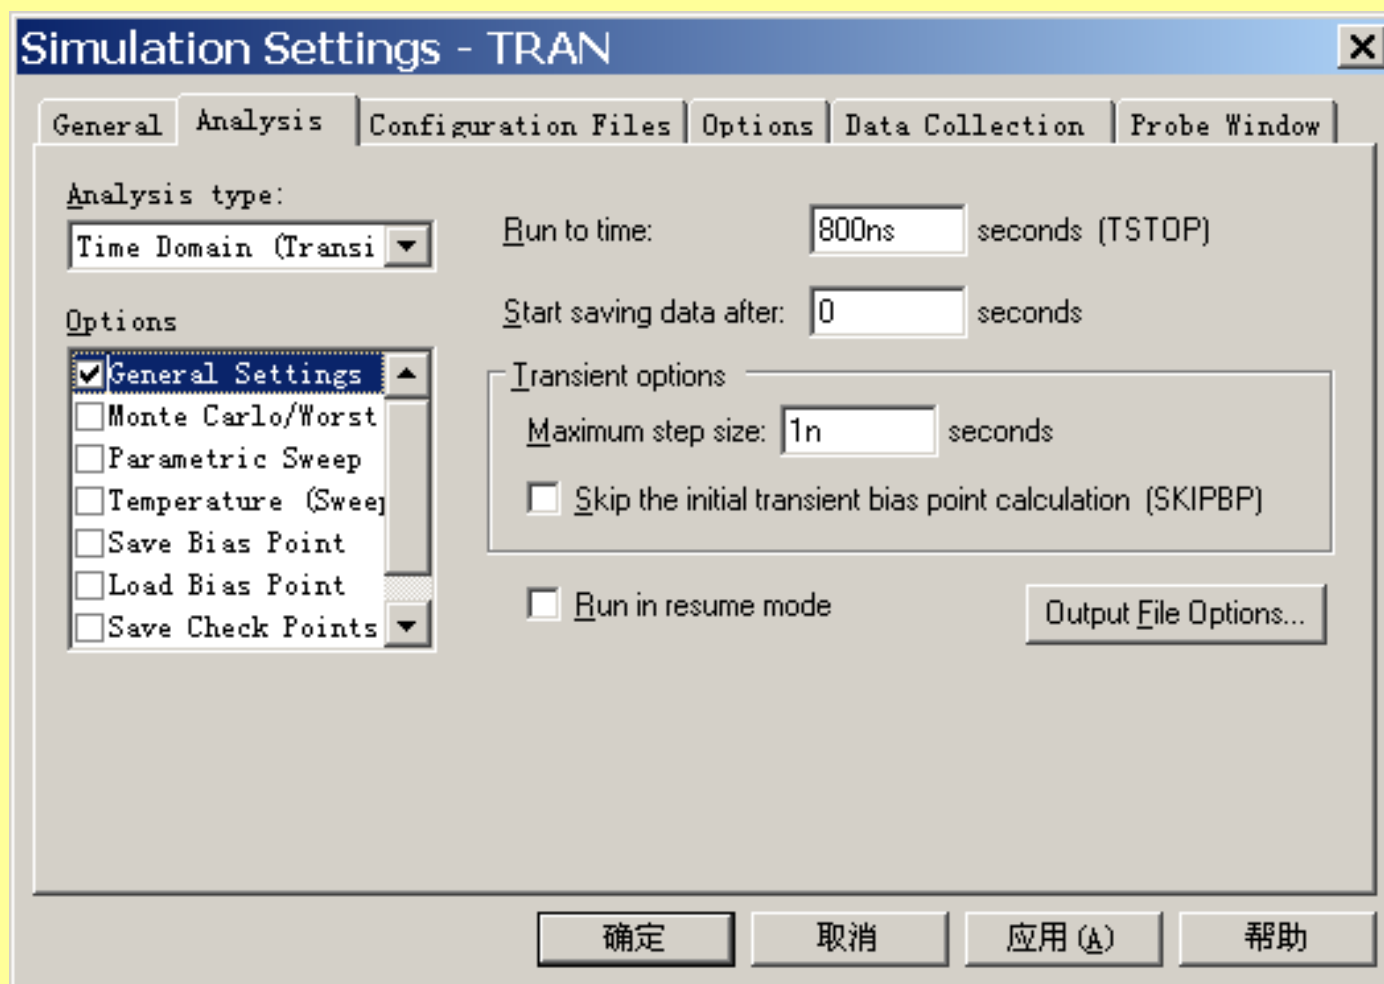 Simulation Settings - TRAN
General Analysis Configuration Files Options Data Collection Probe Window
Analysis type:
Time Domain (Transi
Options
General Settings
Monte Carlo/Worst
Parametric Sweep
Temperature (Sweep
Save Bias Point
Load Bias Point
Save Check Points
Run to time: 800ns seconds (TSTOP)
Start saving data after: 0 seconds
Transient options
Maximum step size: 1n seconds
Skip the initial transient bias point calculation (SKIPBP)
Run in resume mode
Output File Options...
确定 取消 应用(A) 帮助